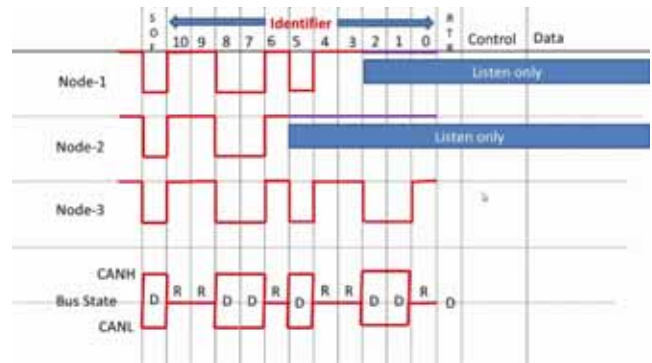 S O F
Identifier
R T R
10 9 8 7 6 5 4 3 2 1 0
Control
Data
Node-1
Listen only
Node-2
Listen only
Node-3
CANH
Bus State
D R R D D R D R R D D R D
CANL